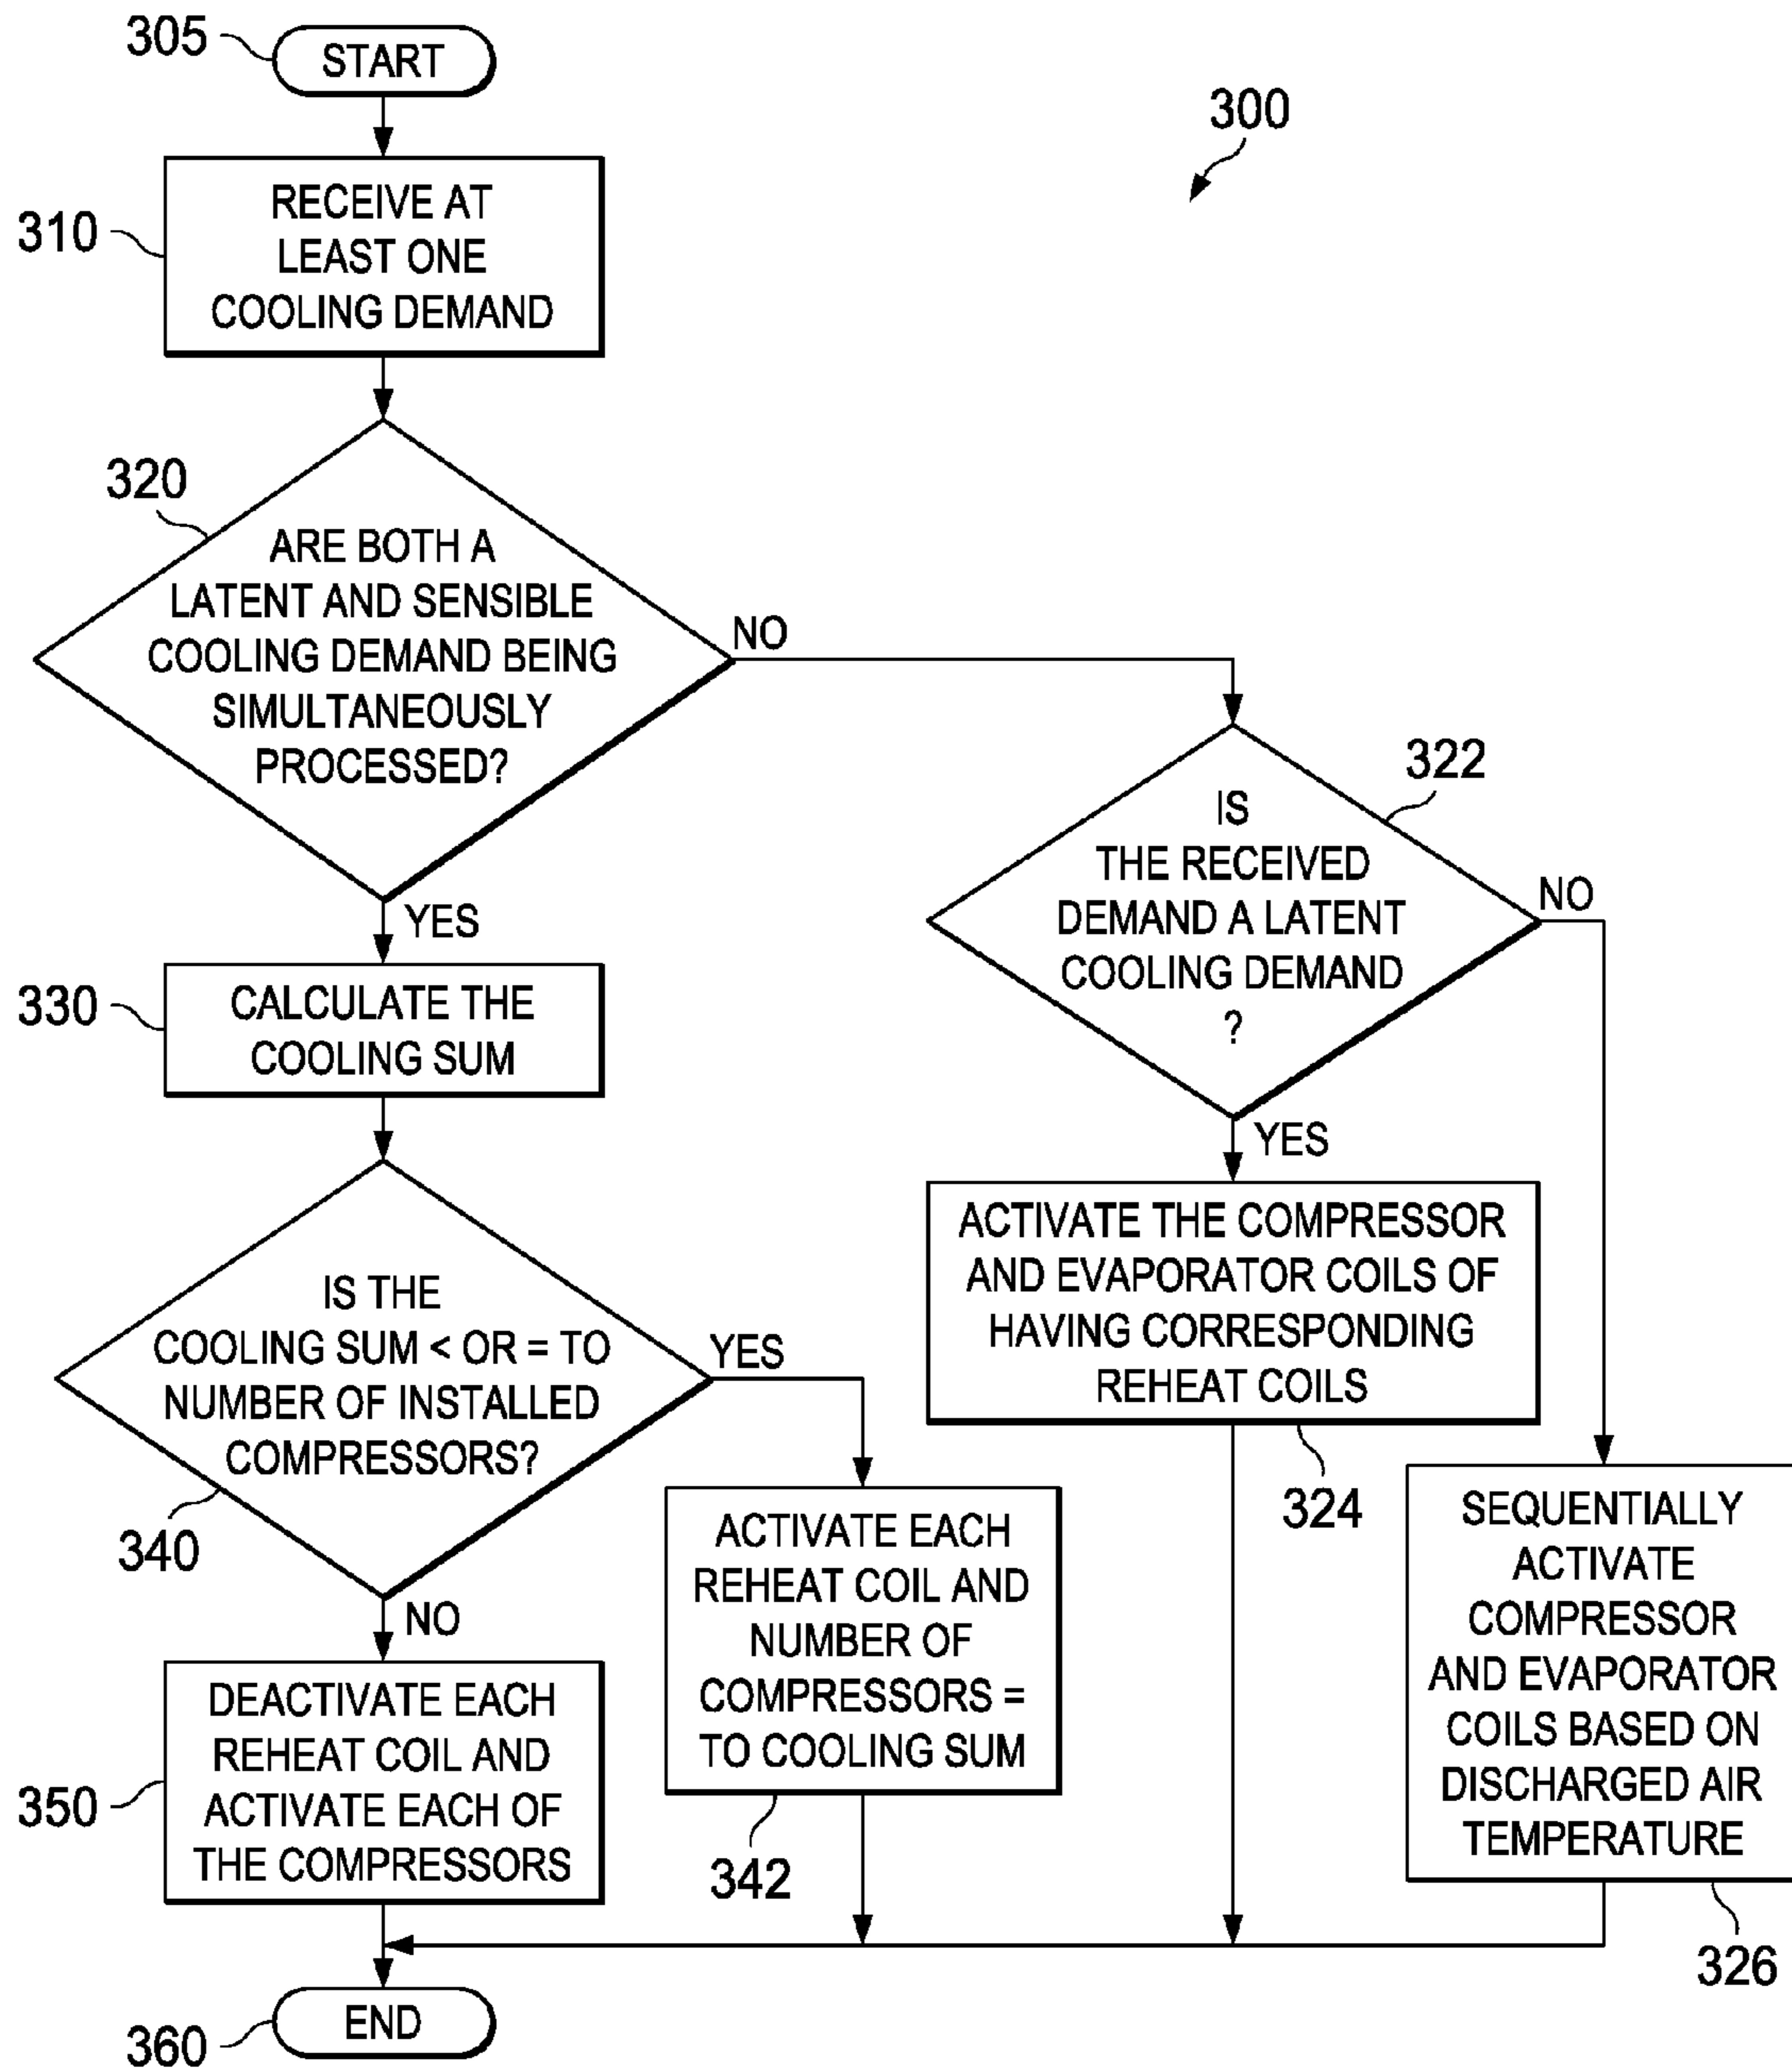 305
START
300
310
RECEIVE AT
LEAST ONE
COOLING DEMAND
320
ARE BOTH A
LATENT AND SENSIBLE
COOLING DEMAND BEING
SIMULTANEOUSLY
PROCESSED?
NO
YES
322
IS
THE RECEIVED
DEMAND A LATENT
COOLING DEMAND
?
NO
YES
330
CALCULATE THE
COOLING SUM
ACTIVATE THE COMPRESSOR
AND EVAPORATOR COILS OF
HAVING CORRESPONDING
REHEAT COILS
324
IS THE
COOLING SUM < OR = TO
NUMBER OF INSTALLED
COMPRESSORS?
340
YES
NO
ACTIVATE EACH
REHEAT COIL AND
NUMBER OF
COMPRESSORS =
TO COOLING SUM
342
SEQUENTIALLY
ACTIVATE
COMPRESSOR
AND EVAPORATOR
COILS BASED ON
DISCHARGED AIR
TEMPERATURE
326
350
DEACTIVATE EACH
REHEAT COIL AND
ACTIVATE EACH OF
THE COMPRESSORS
360
END